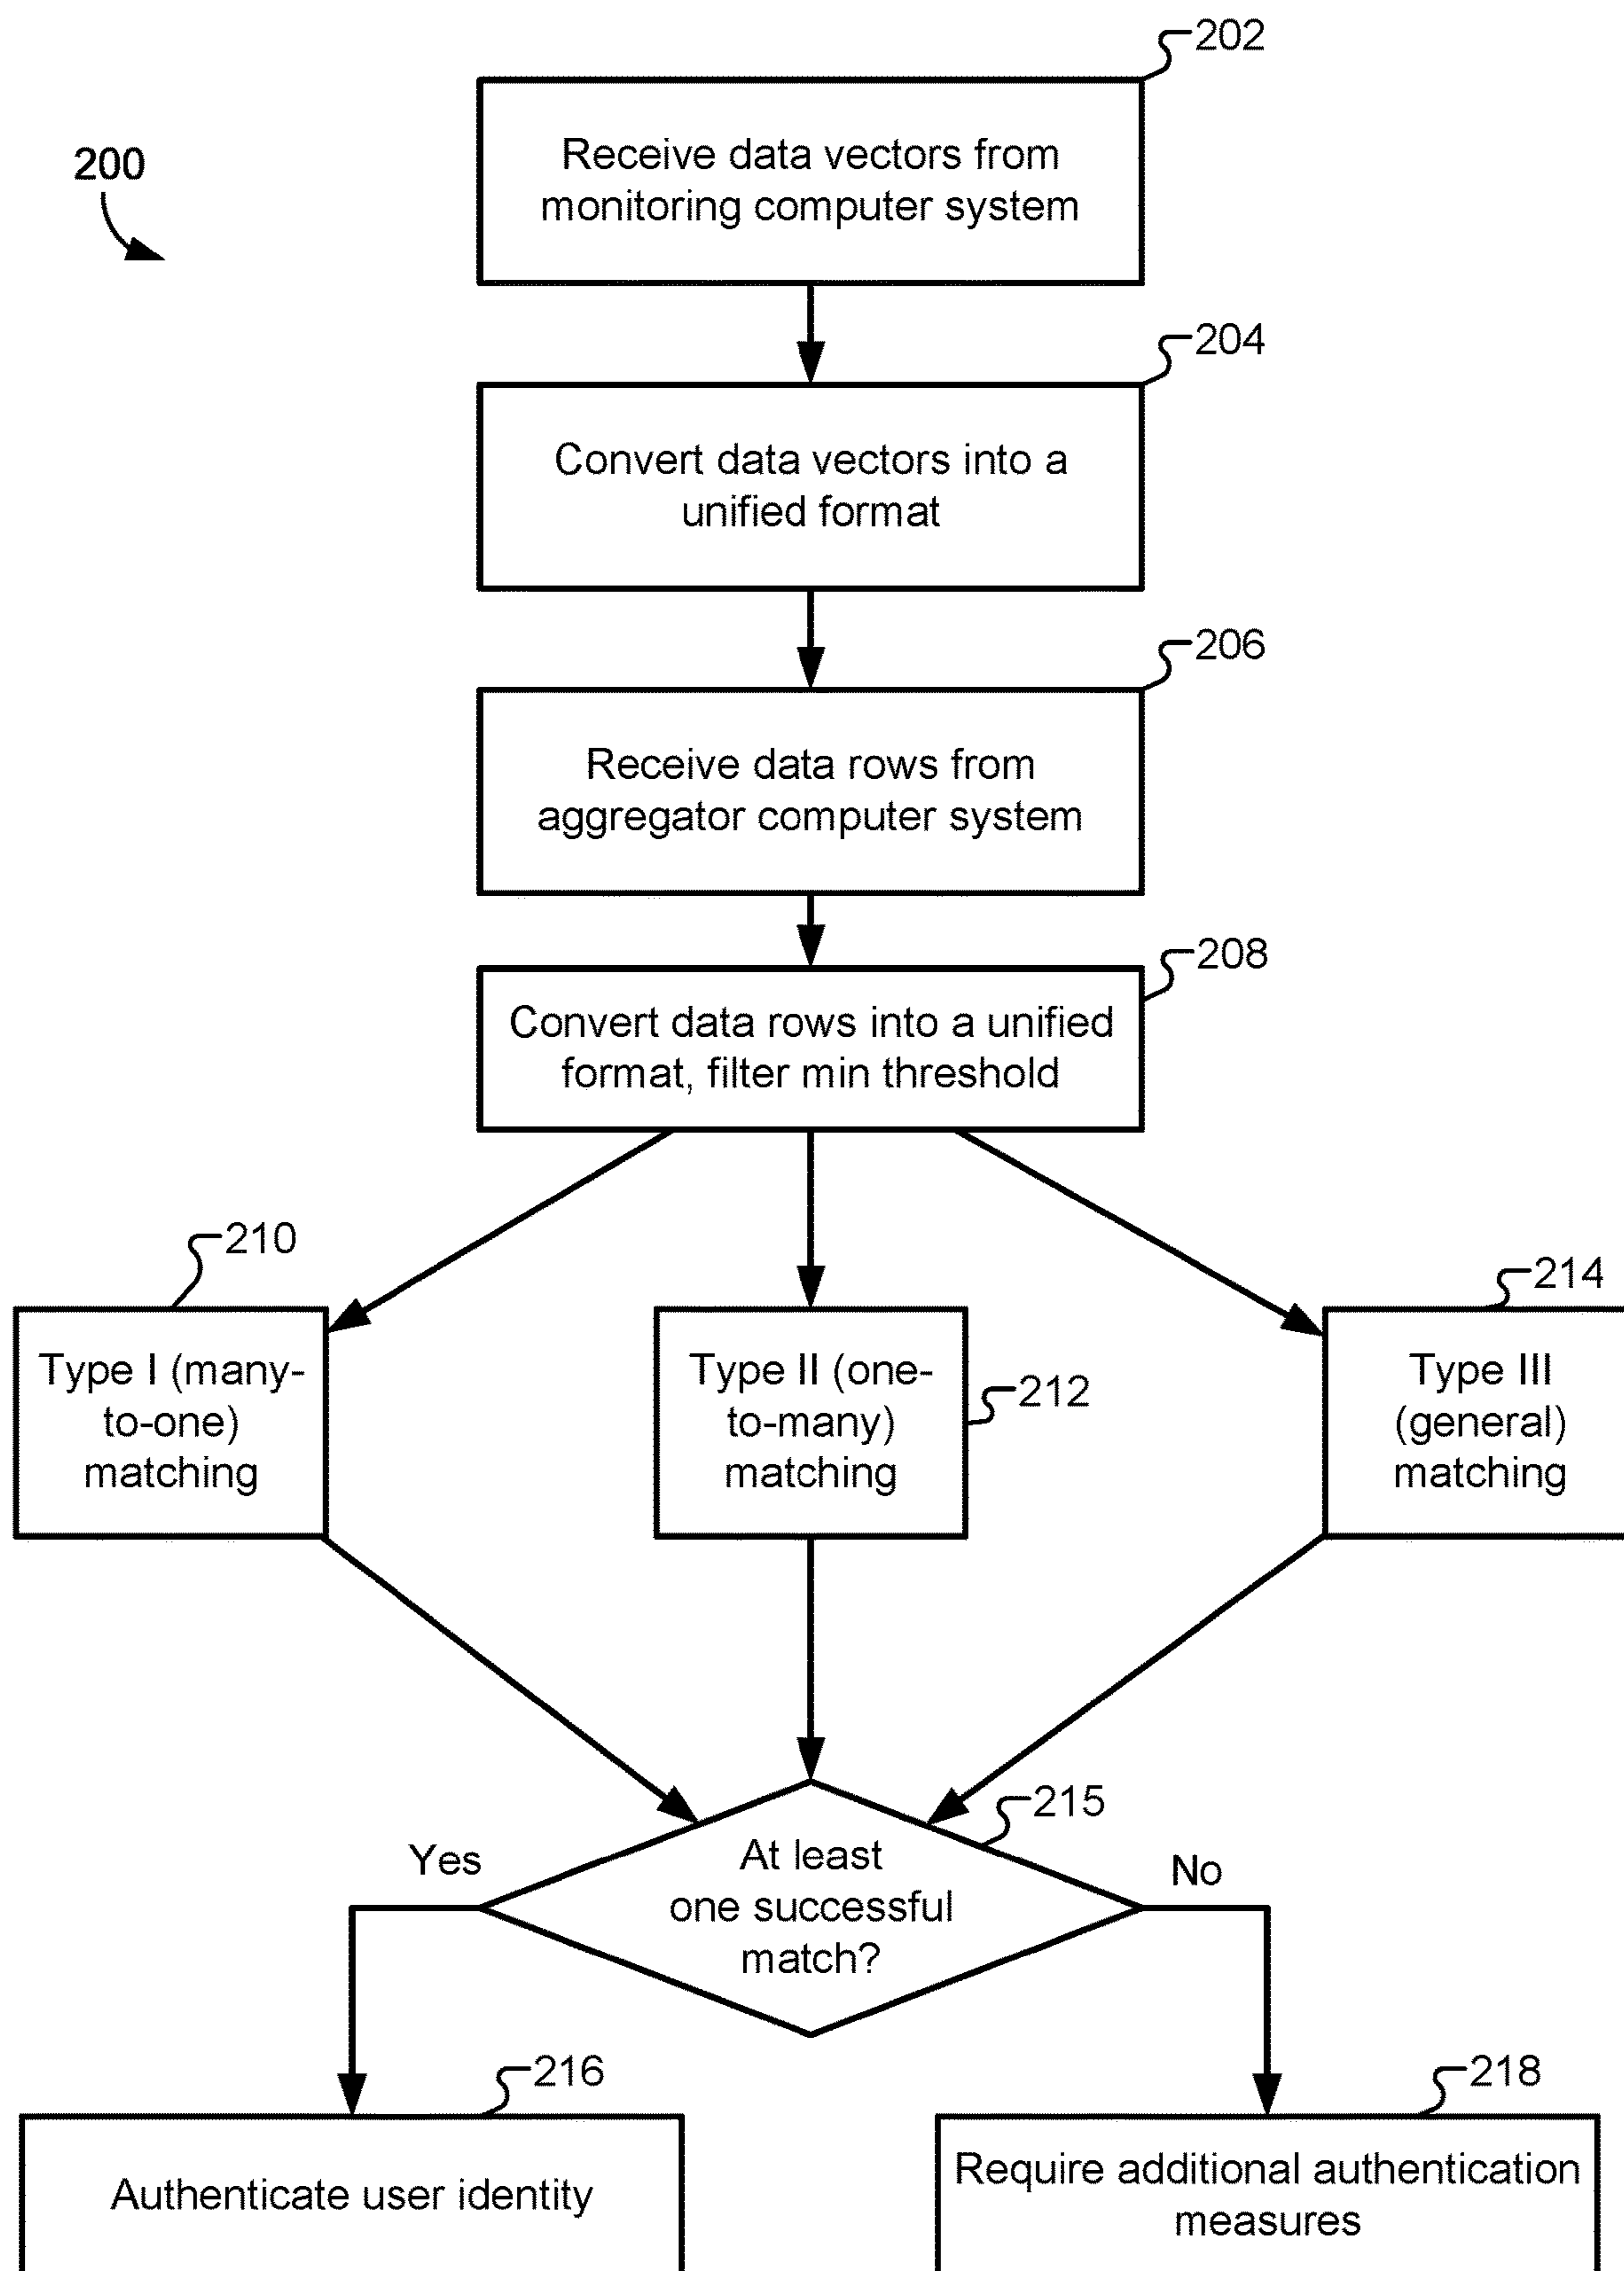 202
200
Receive data vectors from
monitoring computer system
204
Convert data vectors into a
unified format
206
Receive data rows from
aggregator computer system
208
Convert data rows into a unified
format, filter min threshold
210
Type I (many-
to-one)
matching
Type II (one-
to-many)
matching
212
214
Type III
(general)
matching
215
At least
one successful
match?
Yes
No
216
Authenticate user identity
218
Require additional authentication
measures